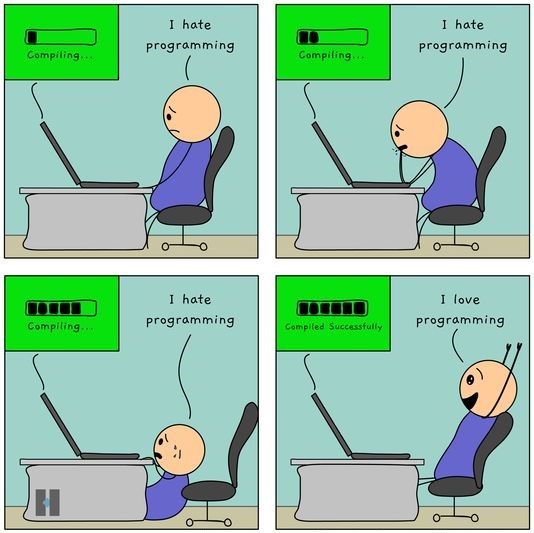 Compiling...
I hate
programming
Compiling...
I hate
programming
Compiling...
I hate
programming
Compiled Successfully
I love
programming